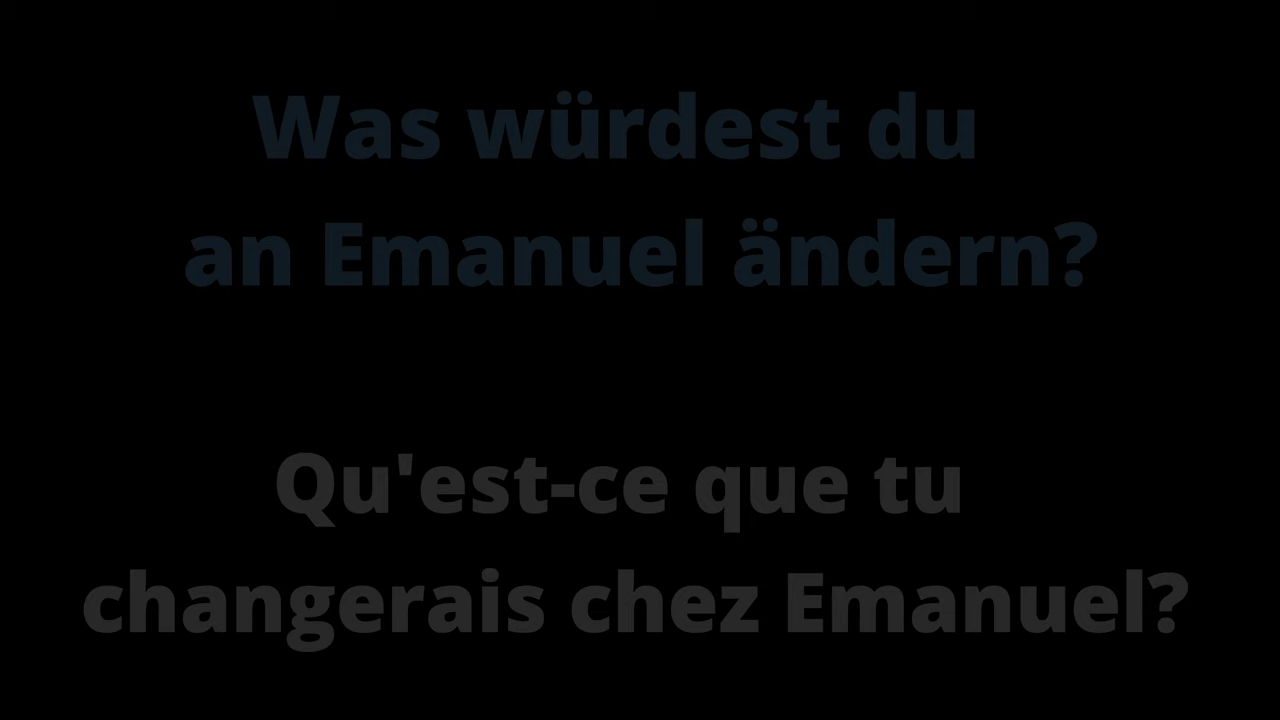 Was würdest du
an Emanuel ändern?
Qu'est-ce que tu
changerais chez Emanuel?